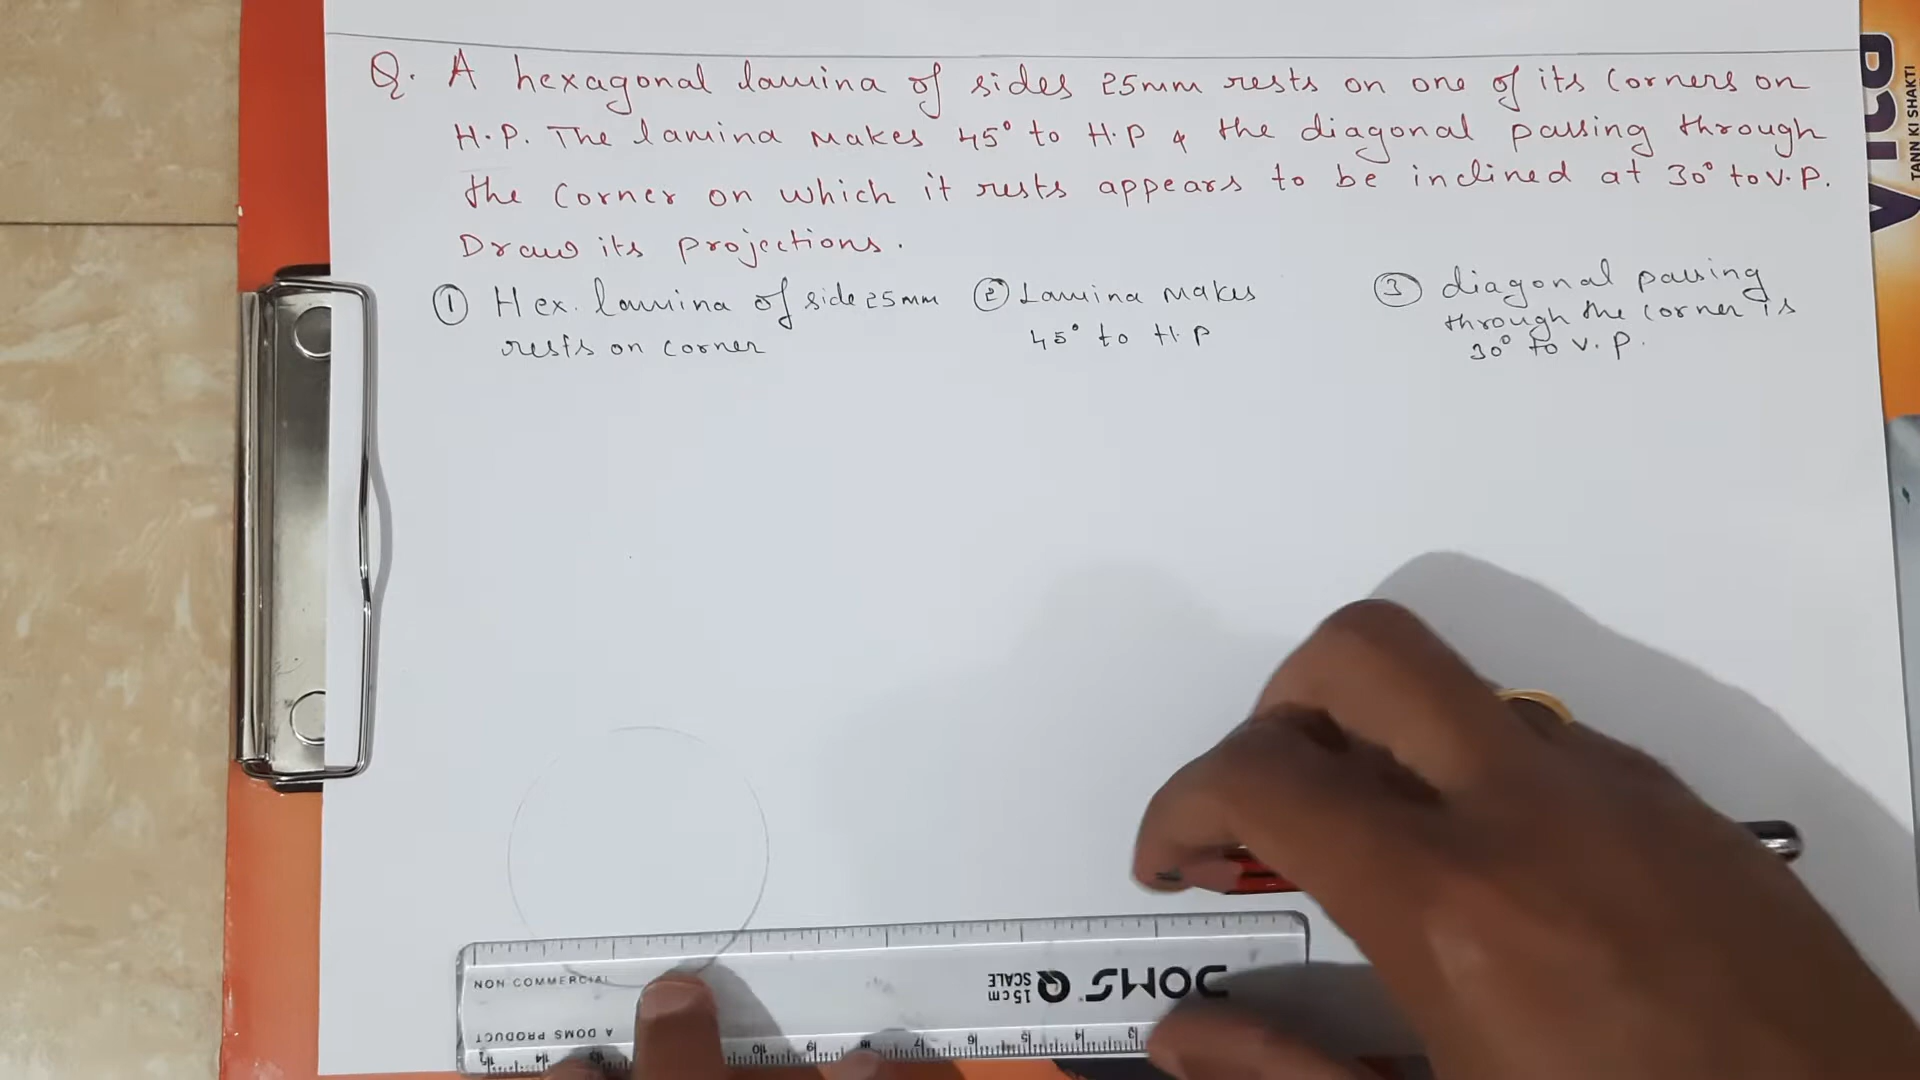 Q. A hexagonal lamina of sides 25mm rests on one of its corners on
H.P. The lamina makes 45° to H.P & the diagonal passing through
the corner on which it rests appears to be inclined at 30° to V.P.
Draw its projections.
① Hex. lamina of side 25mm
rests on corner
② Lamina makes
45° to H.P
③ diagonal passing
through the corner is
30° to V.P.
NON COMMERCIAL
DOMS Q
SCALE
15 cm
A DOMS PRODUCT
TANN KI SHAKTI